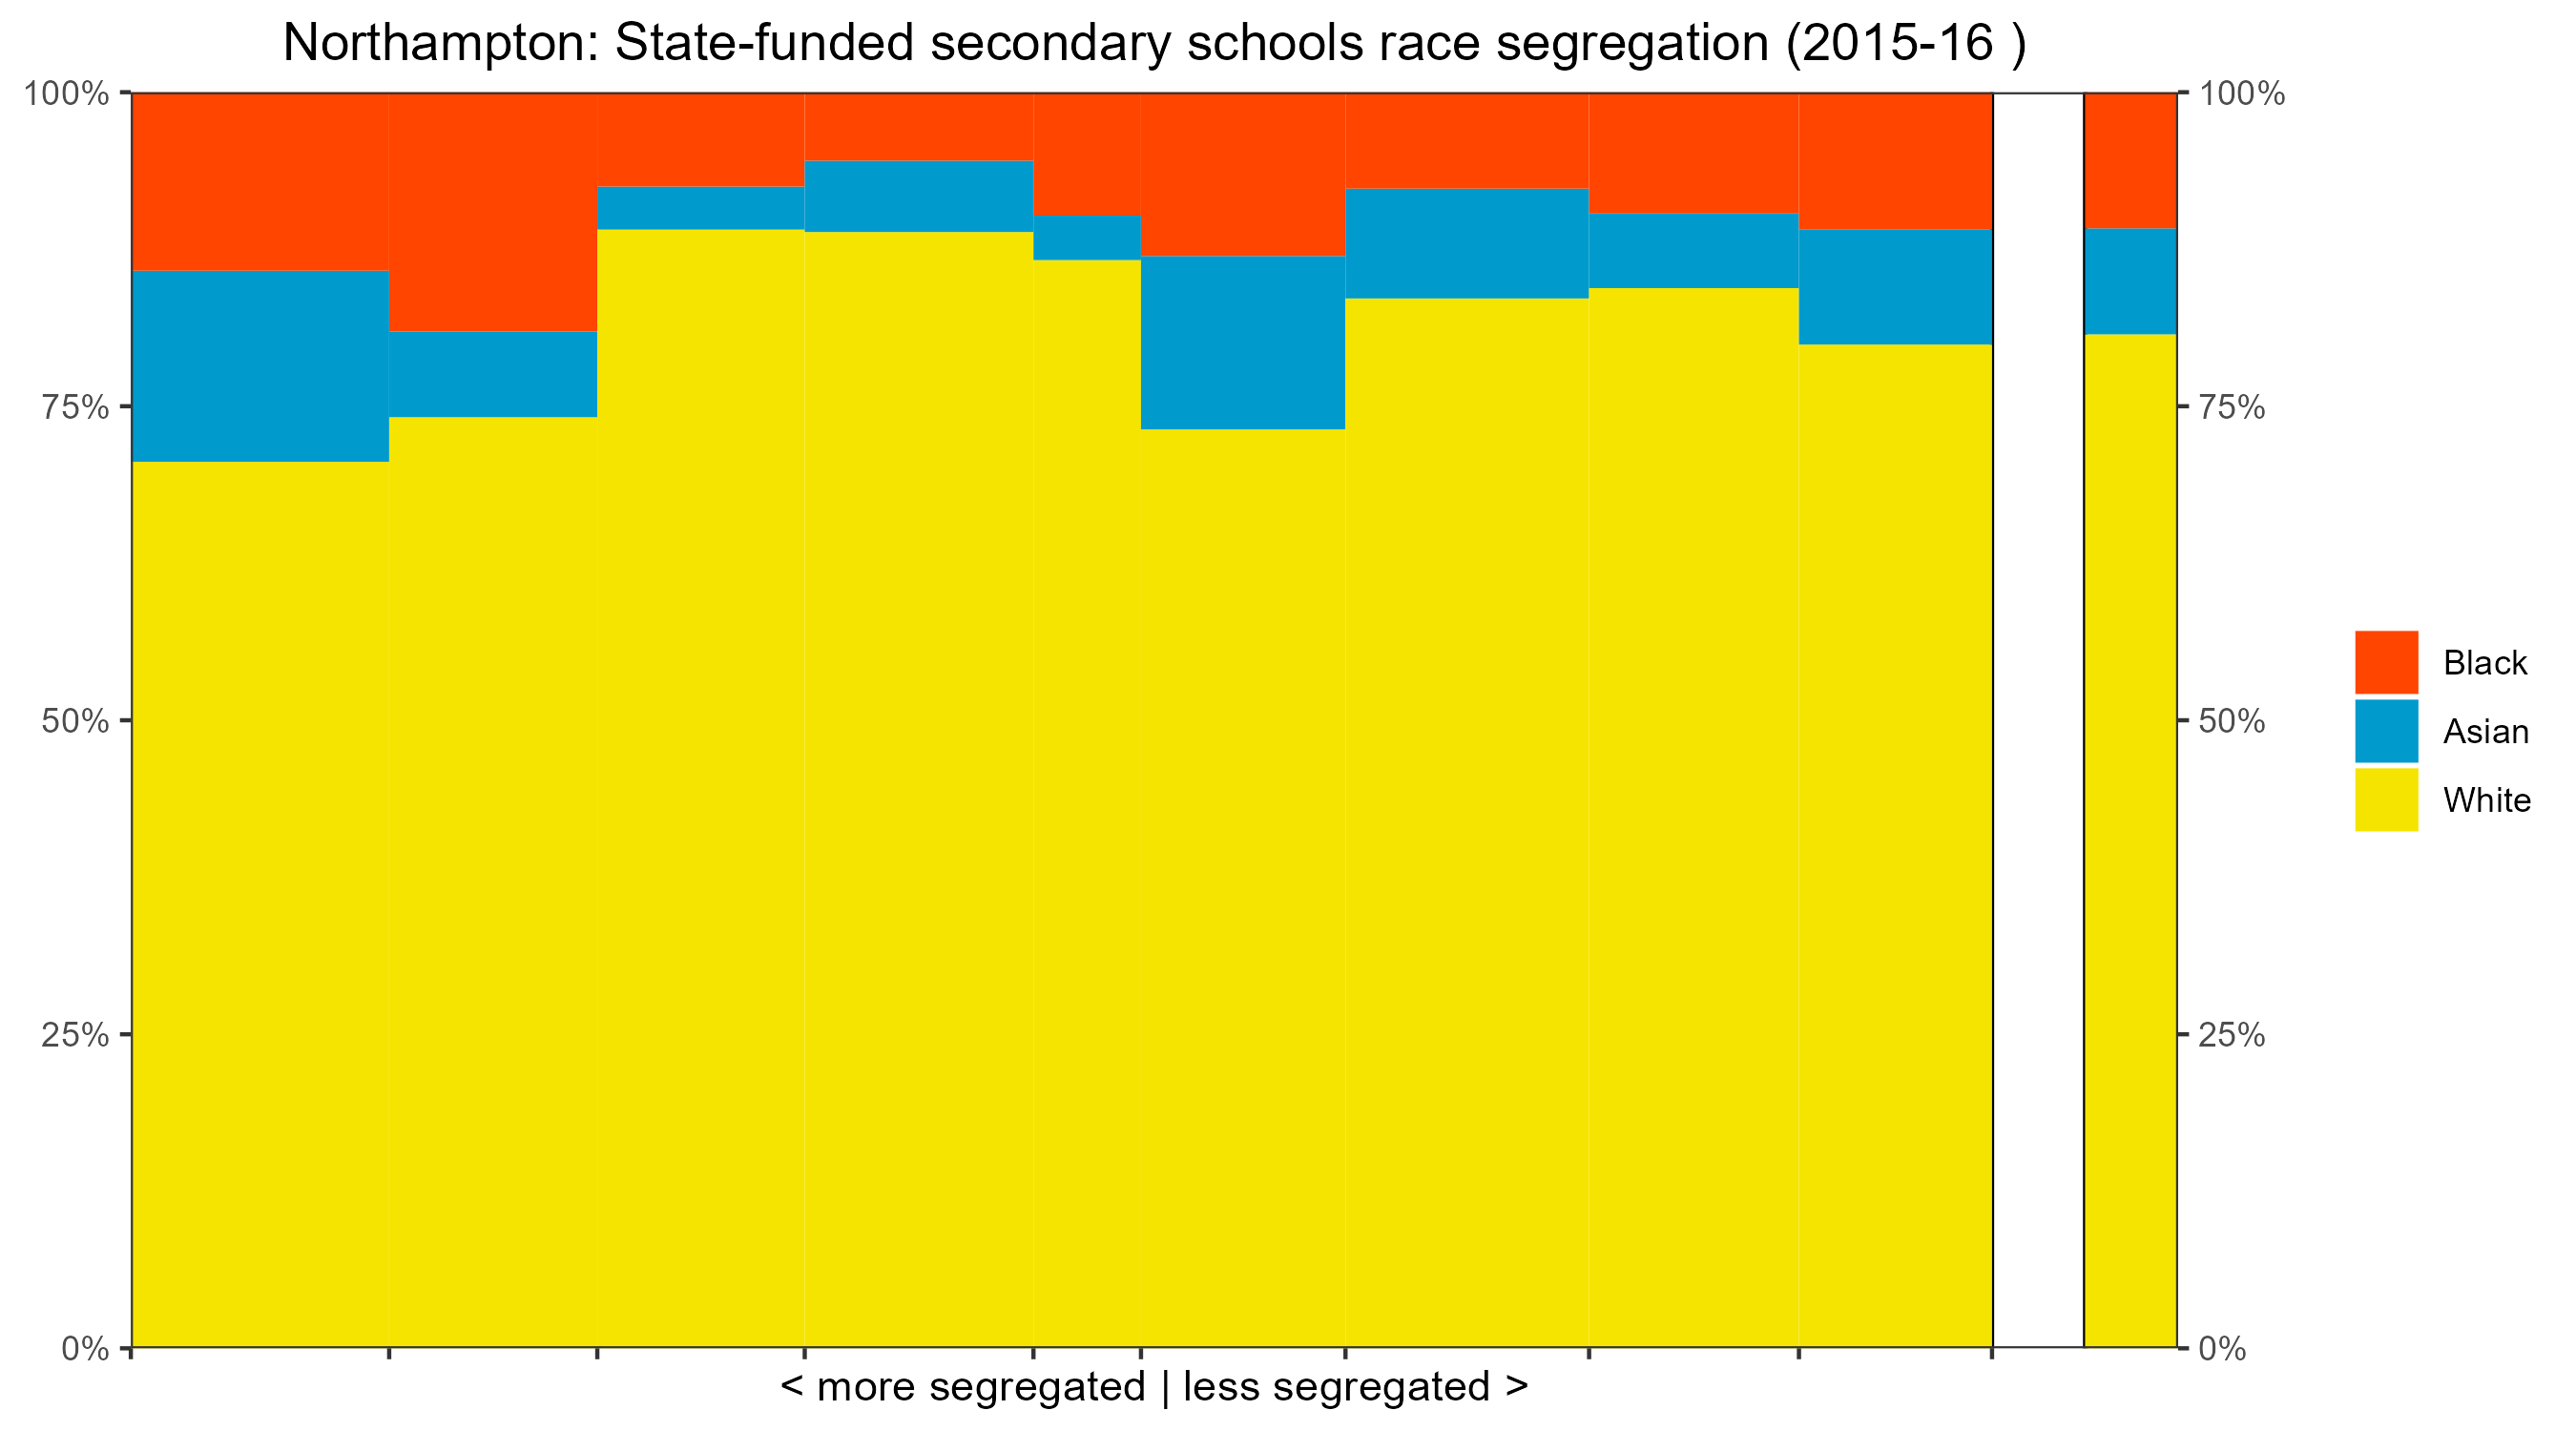 Northampton: State-funded secondary schools race segregation (2015-16 )
100%
75%
50%
25%
0%
100%
75%
50%
25%
0%
Black
Asian
White
< more segregated | less segregated >